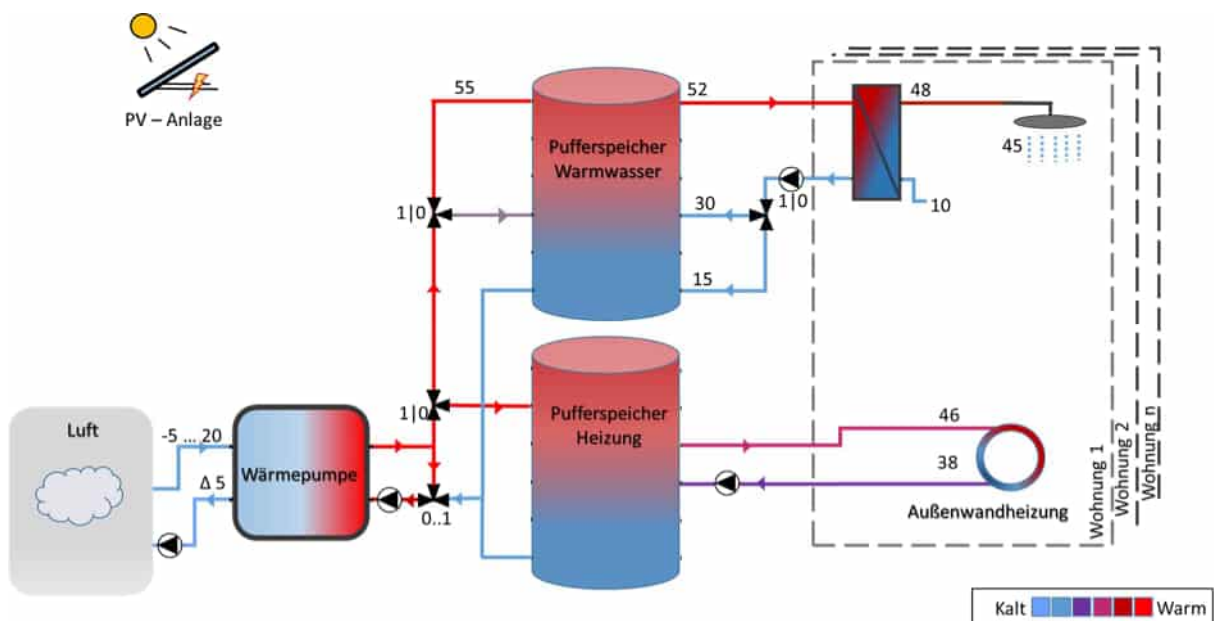 PV – Anlage
55
52
48
Pufferspeicher
Warmwasser
45
1|0
30
1|0
10
15
Pufferspeicher
Heizung
1|0
Luft
-5 ... 20
Wärmepumpe
Δ 5
0..1
46
38
Außenwandheizung
Wohnung 1
Wohnung 2
Wohnung n
Kalt
Warm